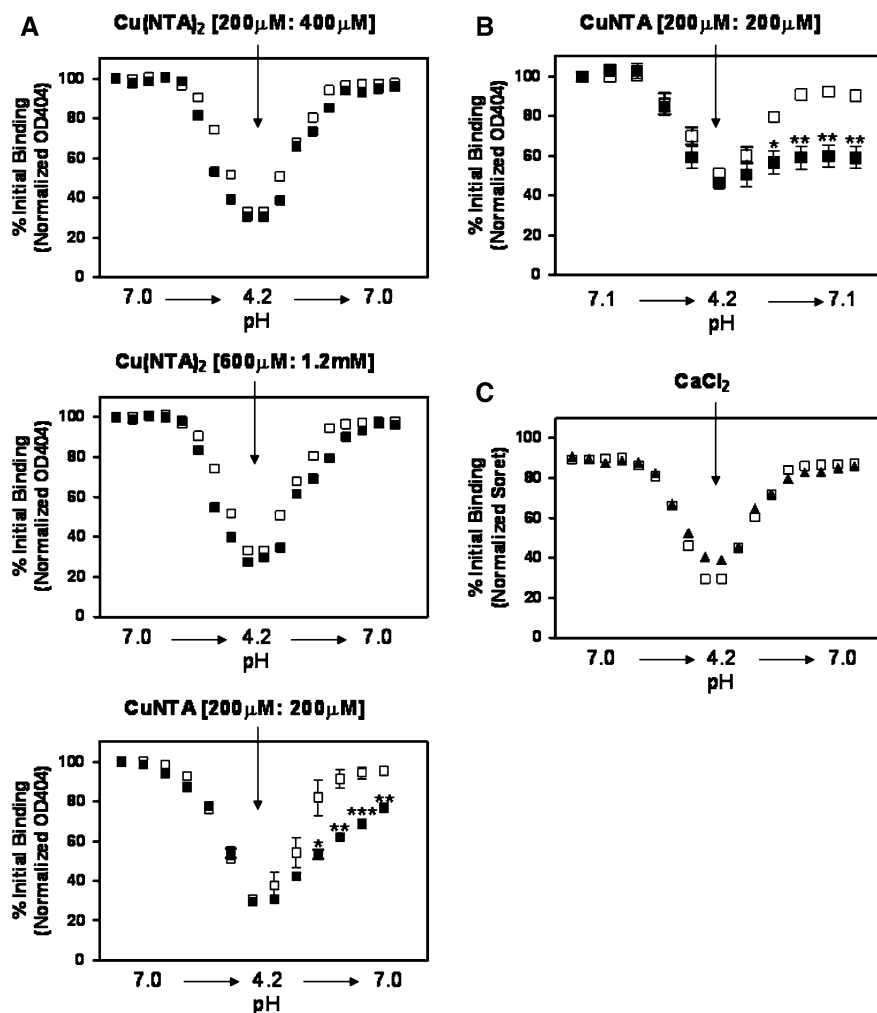 A
Cu(NTA)2 [200μM: 400μM]
% Initial Binding
(Normalized OD404)
100
80
60
40
20
0
7.0 → 4.2 → 7.0
pH
Cu(NTA)2 [600μM: 1.2mM]
% Initial Binding
(Normalized OD404)
100
80
60
40
20
0
7.0 → 4.2 → 7.0
pH
CuNTA [200μM: 200μM]
% Initial Binding
(Normalized OD404)
100
80
60
40
20
0
* ** *** **
7.0 → 4.2 → 7.0
pH
B
CuNTA [200μM: 200μM]
% Initial Binding
(Normalized OD404)
100
80
60
40
20
0
* ** ** **
7.1 → 4.2 → 7.1
pH
C
CaCl2
% Initial Binding
(Normalized Soret)
100
80
60
40
20
0
7.0 → 4.2 → 7.0
pH